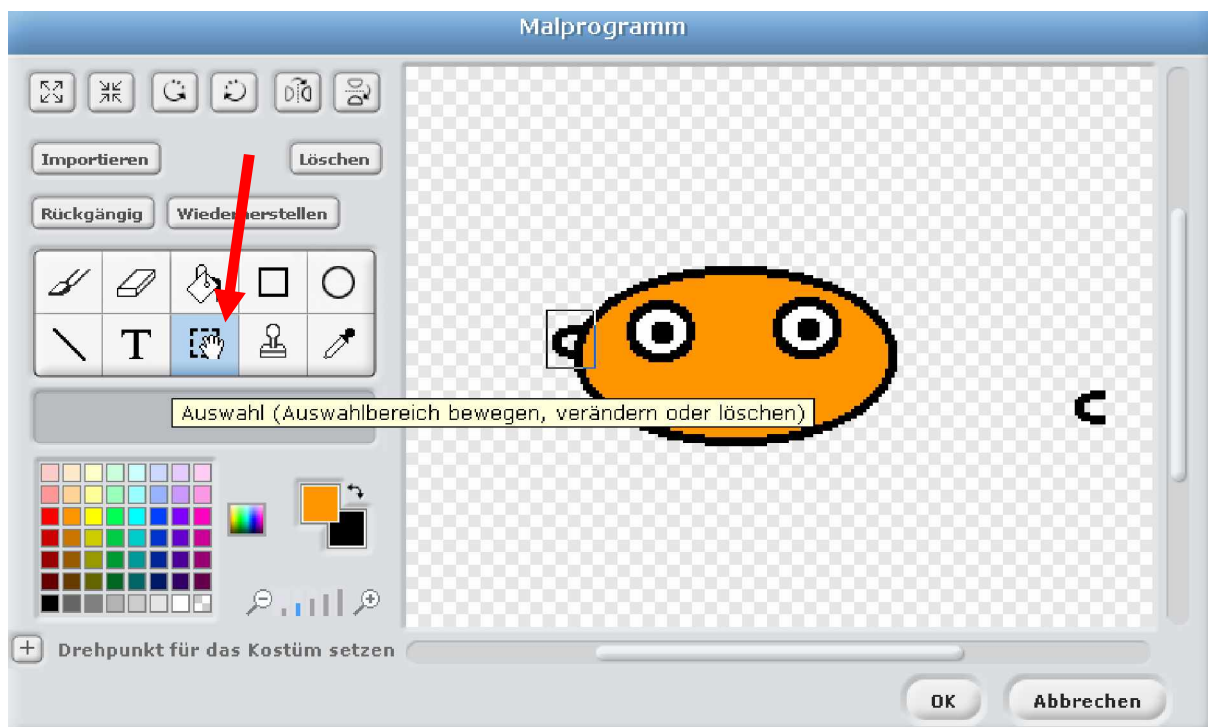 Malprogramm
Importieren
Löschen
Rückgängig
Wiederherstellen
T
Auswahl (Auswahlbereich bewegen, verändern oder löschen)
Drehpunkt für das Kostüm setzen
OK
Abbrechen